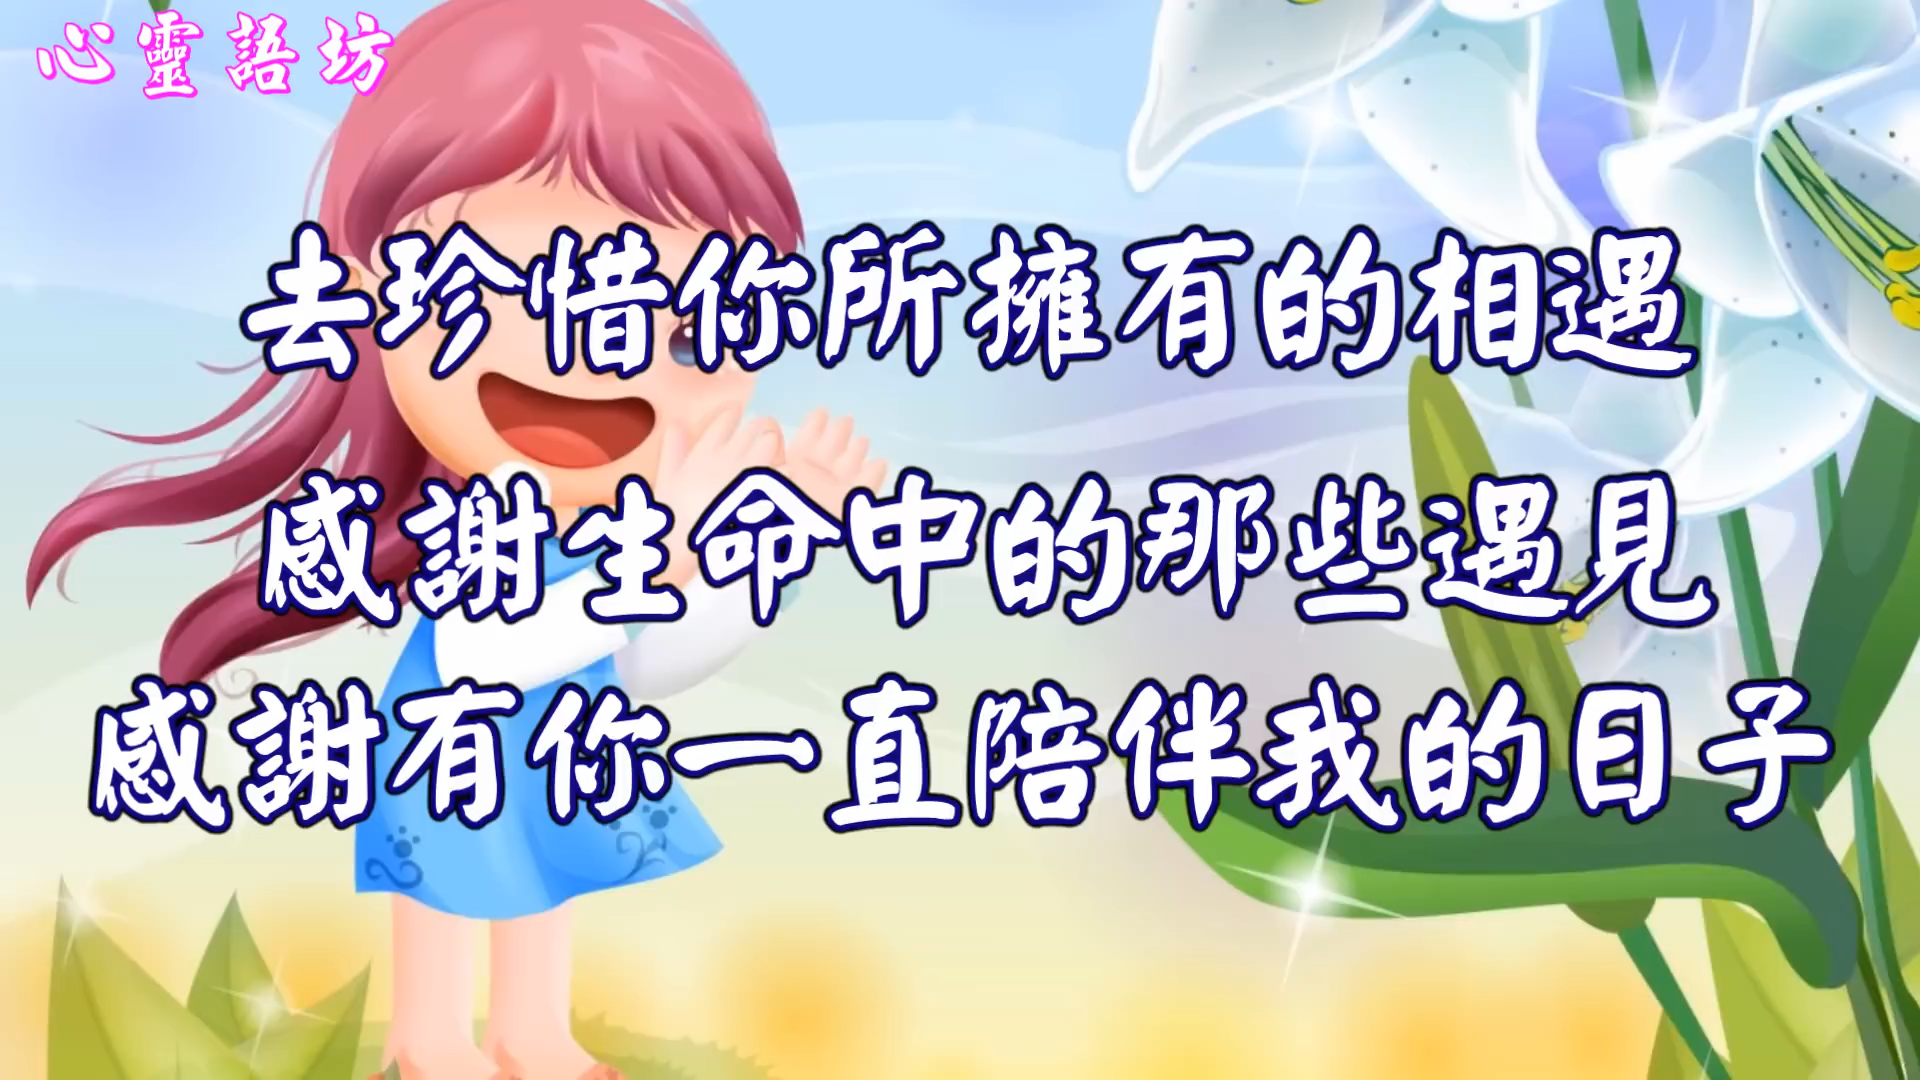 心靈語坊
去珍惜你所擁有的相遇
感謝生命中的那些遇見
感謝有你一直陪伴我的日子